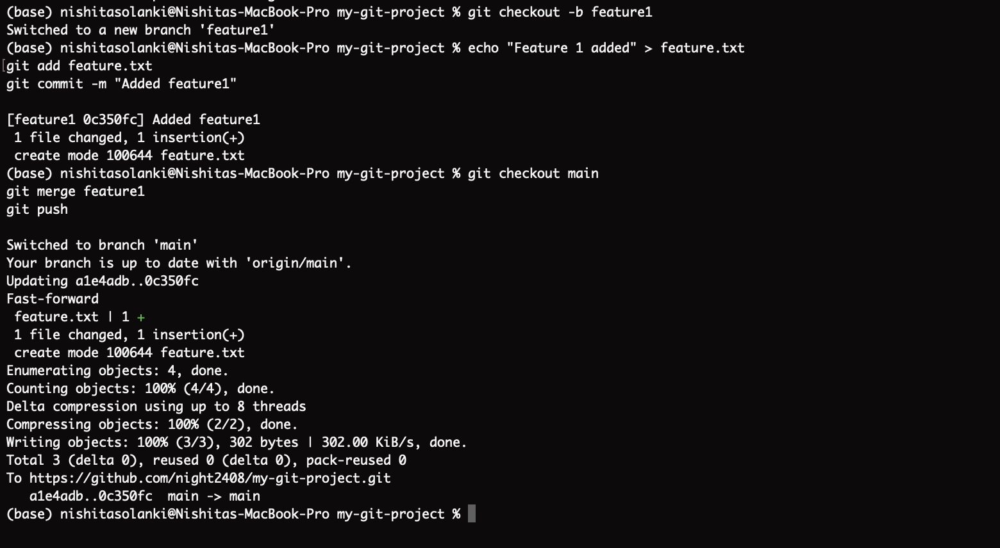 (base) nishitasolanki@Nishitas-MacBook-Pro my-git-project % git checkout -b feature1
Switched to a new branch 'feature1'
(base) nishitasolanki@Nishitas-MacBook-Pro my-git-project % echo "Feature 1 added" > feature.txt
[git add feature.txt
git commit -m "Added feature1"

[feature1 0c350fc] Added feature1
 1 file changed, 1 insertion(+)
 create mode 100644 feature.txt
(base) nishitasolanki@Nishitas-MacBook-Pro my-git-project % git checkout main
git merge feature1
git push

Switched to branch 'main'
Your branch is up to date with 'origin/main'.
Updating a1e4adb..0c350fc
Fast-forward
 feature.txt | 1 +
 1 file changed, 1 insertion(+)
 create mode 100644 feature.txt
Enumerating objects: 4, done.
Counting objects: 100% (4/4), done.
Delta compression using up to 8 threads
Compressing objects: 100% (2/2), done.
Writing objects: 100% (3/3), 302 bytes | 302.00 KiB/s, done.
Total 3 (delta 0), reused 0 (delta 0), pack-reused 0
To https://github.com/night2408/my-git-project.git
   a1e4adb..0c350fc  main -> main
(base) nishitasolanki@Nishitas-MacBook-Pro my-git-project %